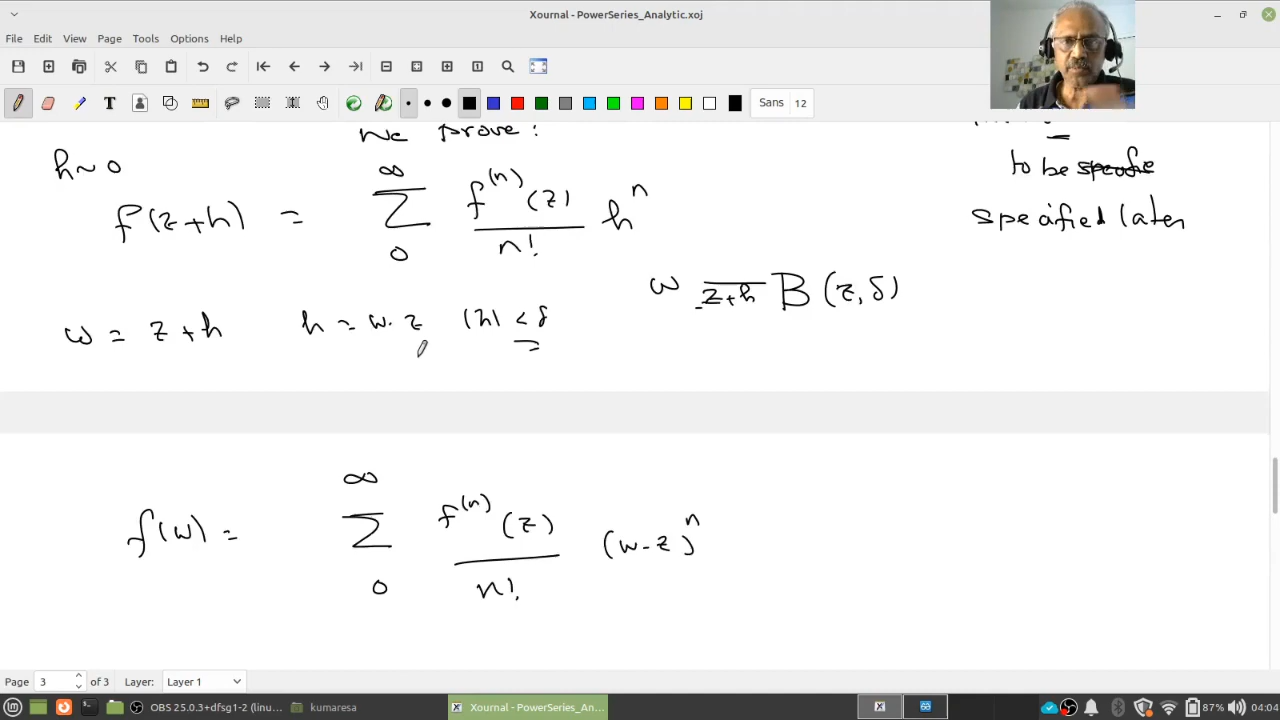 Xournal - PowerSeries_Analytic.xoj
File Edit View Page Tools Options Help
Sans 12
We prove :
h ~ 0
f(z+h) = ∞ Σ 0 f^(n)(z) / n! h^n
to be
specified later
w z+h B(z, δ)
w = z + h h = w - z |h| < δ
f(w) = ∞ Σ 0 f^(n)(z) / n! (w - z)^n
Page 3 of 3 Layer: Layer 1
OBS 25.0.3+dfsg1-2 (linu... kumaresa Xournal - PowerSeries_An... 87% 04:04